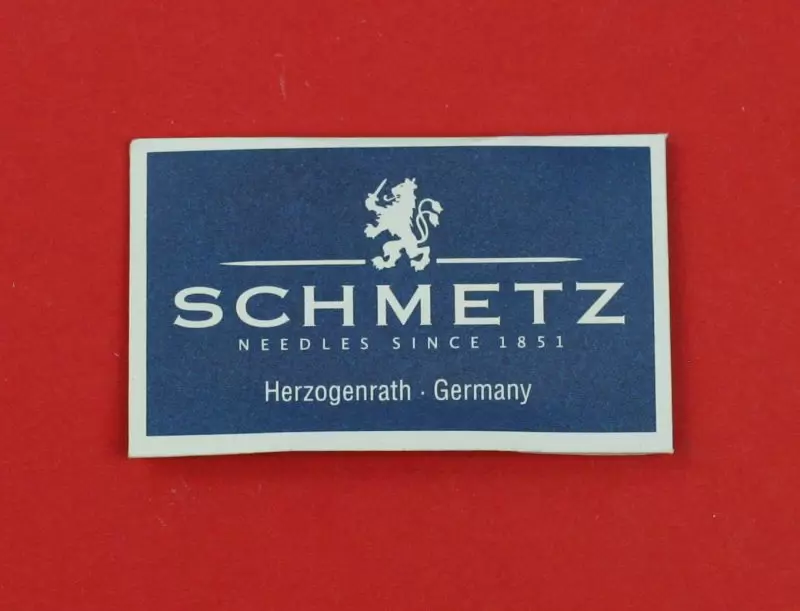 SCHMETZ
NEEDLES SINCE 1851
Herzogenrath · Germany